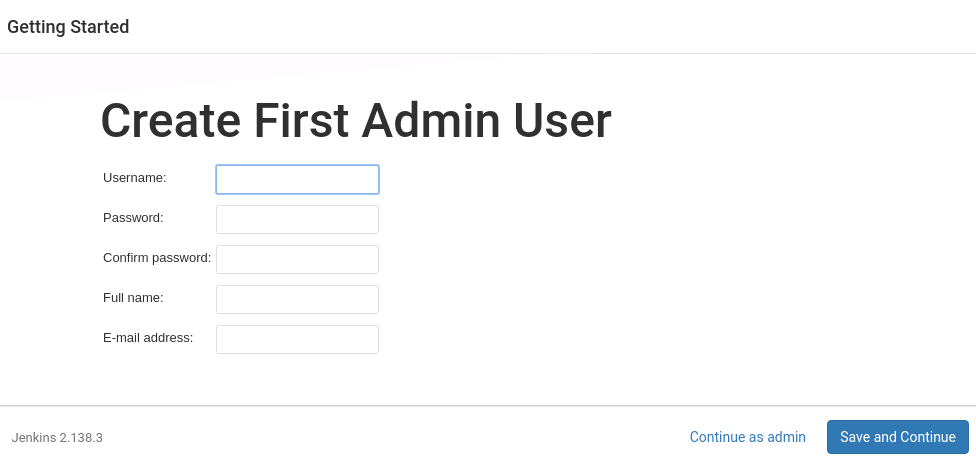 Getting Started
Create First Admin User
Username:
Password:
Confirm password:
Full name:
E-mail address:
Jenkins 2.138.3
Continue as admin
Save and Continue